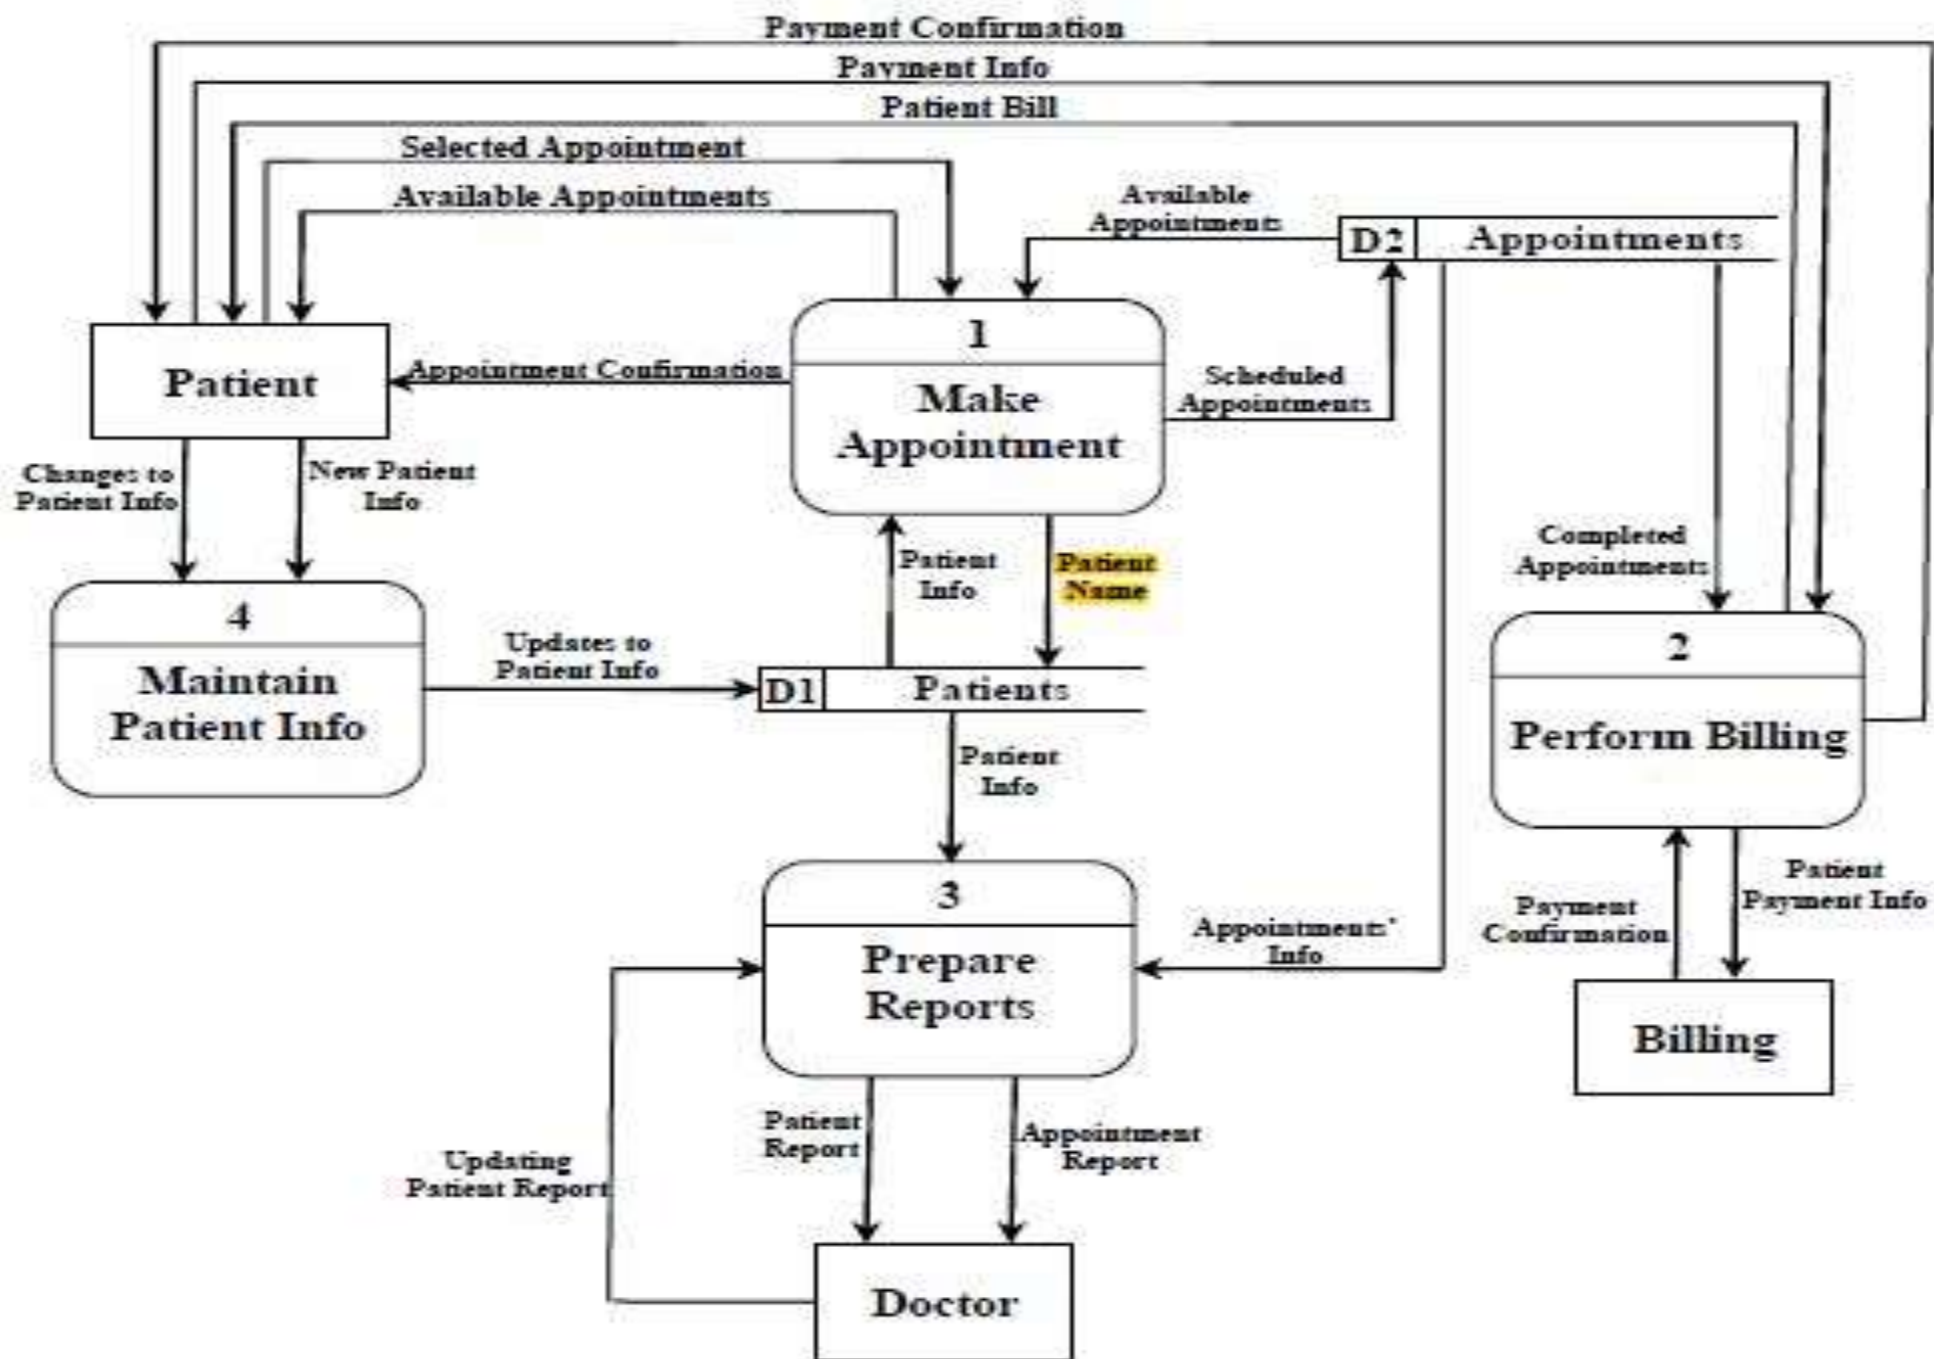 Payment Confirmation
Payment Info
Patient Bill
Selected Appointment
Available Appointments
Available
Appointments
D2 Appointments
1
Make
Appointment
Patient
Appointment Confirmation
Scheduled
Appointments
Changes to
Patient Info
New Patient
Info
Patient
Info
Patient
Name
Completed
Appointments
4
Maintain
Patient Info
Updates to
Patient Info
D1 Patients
2
Perform Billing
Patient
Info
3
Prepare
Reports
Appointments'
Info
Payment
Confirmation
Patient
Payment Info
Billing
Patient
Report
Appointment
Report
Updating
Patient Report
Doctor